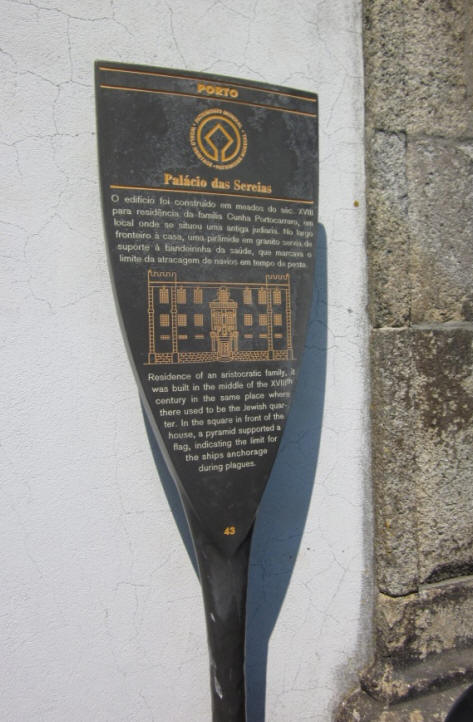 PORTO
Palácio das Sereias
O edifício foi construído em meados do séc. XVIII
para residência da família Cunha Portocarrero, em
local onde se situou uma antiga judiaria. No largo
fronteiro à casa, uma pirâmide em granito servia de
suporte à bandeirinha da saúde, que marcava o
limite da atracagem de navios em tempo de peste.
Residence of an aristocratic family, it
was built in the middle of the XVIIIth
century in the same place where
there used to be the Jewish quar-
ter. In the square in front of the
house, a pyramid supported a
flag, indicating the limit for
the ships anchorage
during plagues.
43